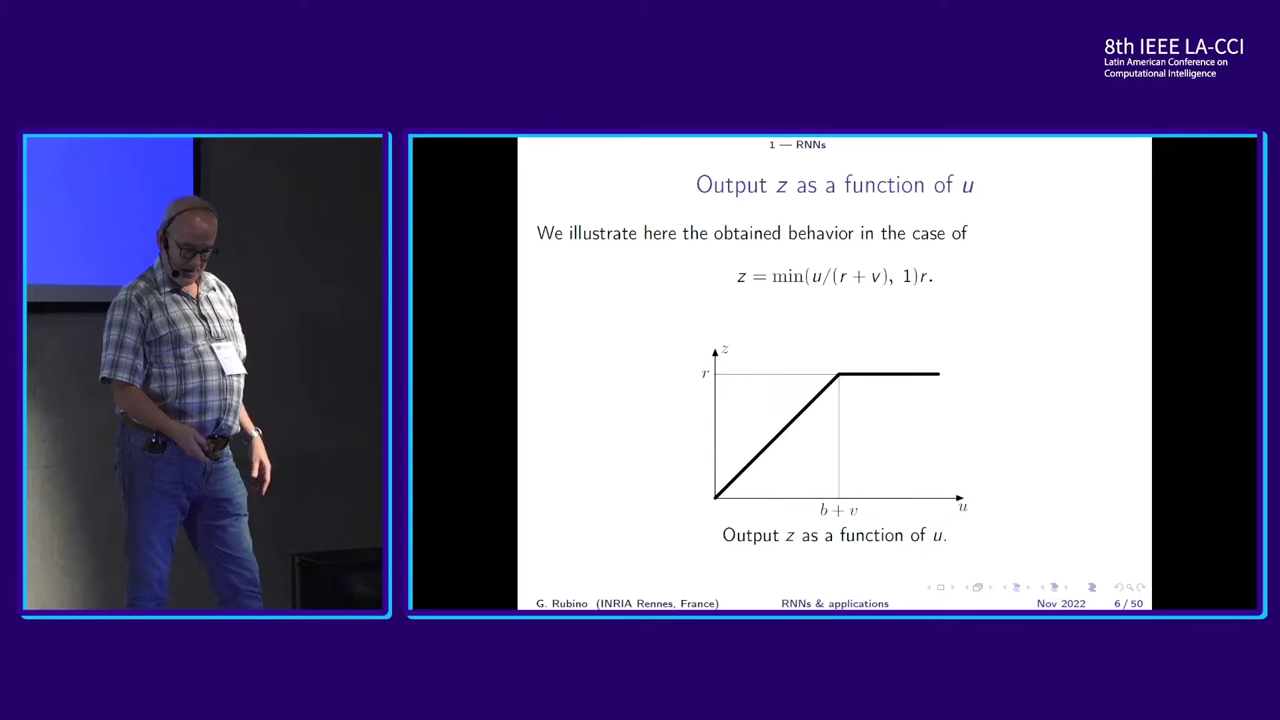 8th IEEE LA-CCI
Latin American Conference on
Computational Intelligence
1 — RNNs
Output z as a function of u
We illustrate here the obtained behavior in the case of
z = min(u/(r + v), 1)r.
z
r
b + v
u
Output z as a function of u.
G. Rubino (INRIA Rennes, France)
RNNs & applications
Nov 2022
6 / 50